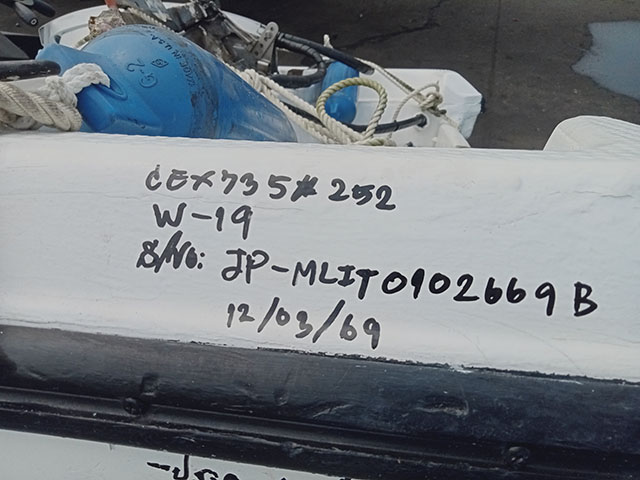 CEX735# 252
W-19
S/No: JP-MLIT0902669B
12/03/69